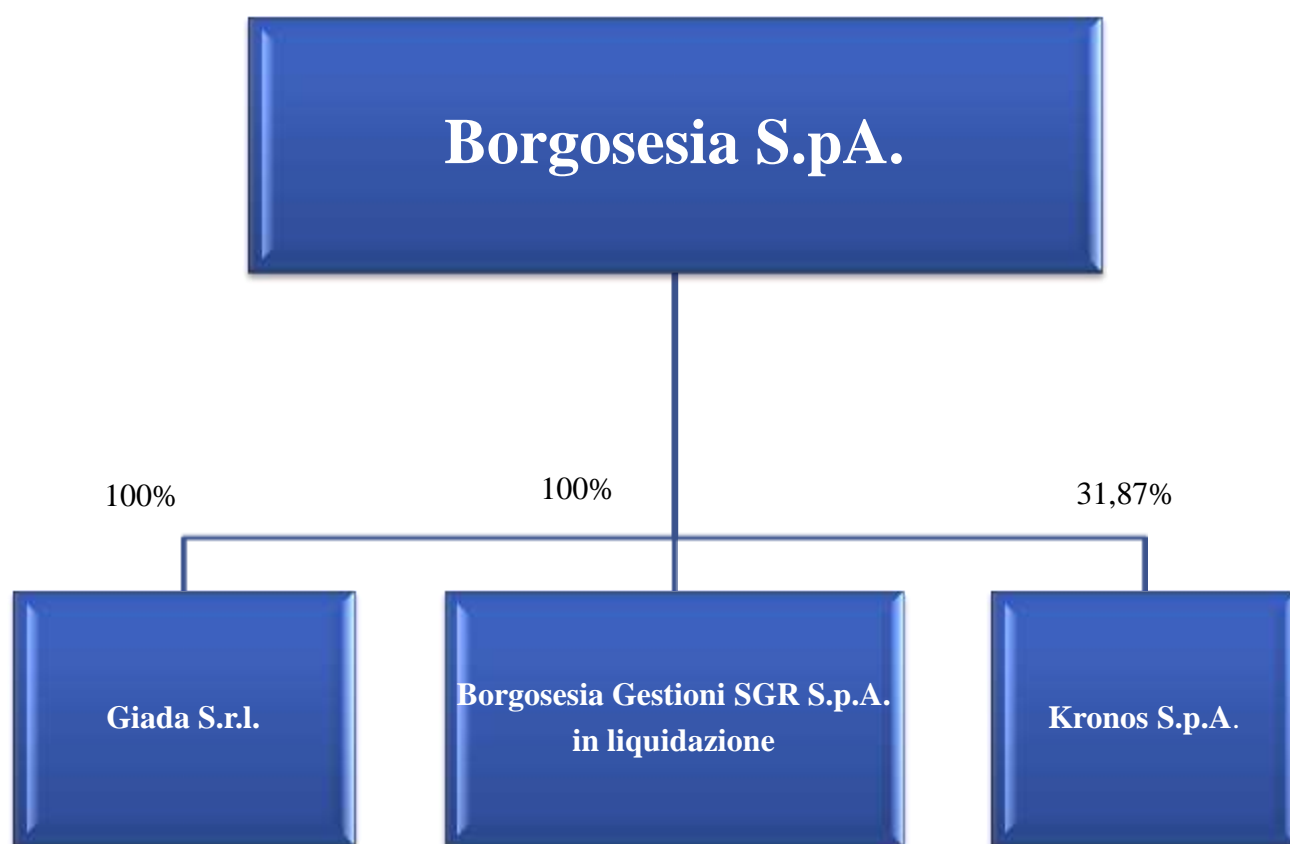 Borgosesia S.pA.
100%
100%
31,87%
Giada S.r.l.
Borgosesia Gestioni SGR S.p.A.
in liquidazione
Kronos S.p.A.